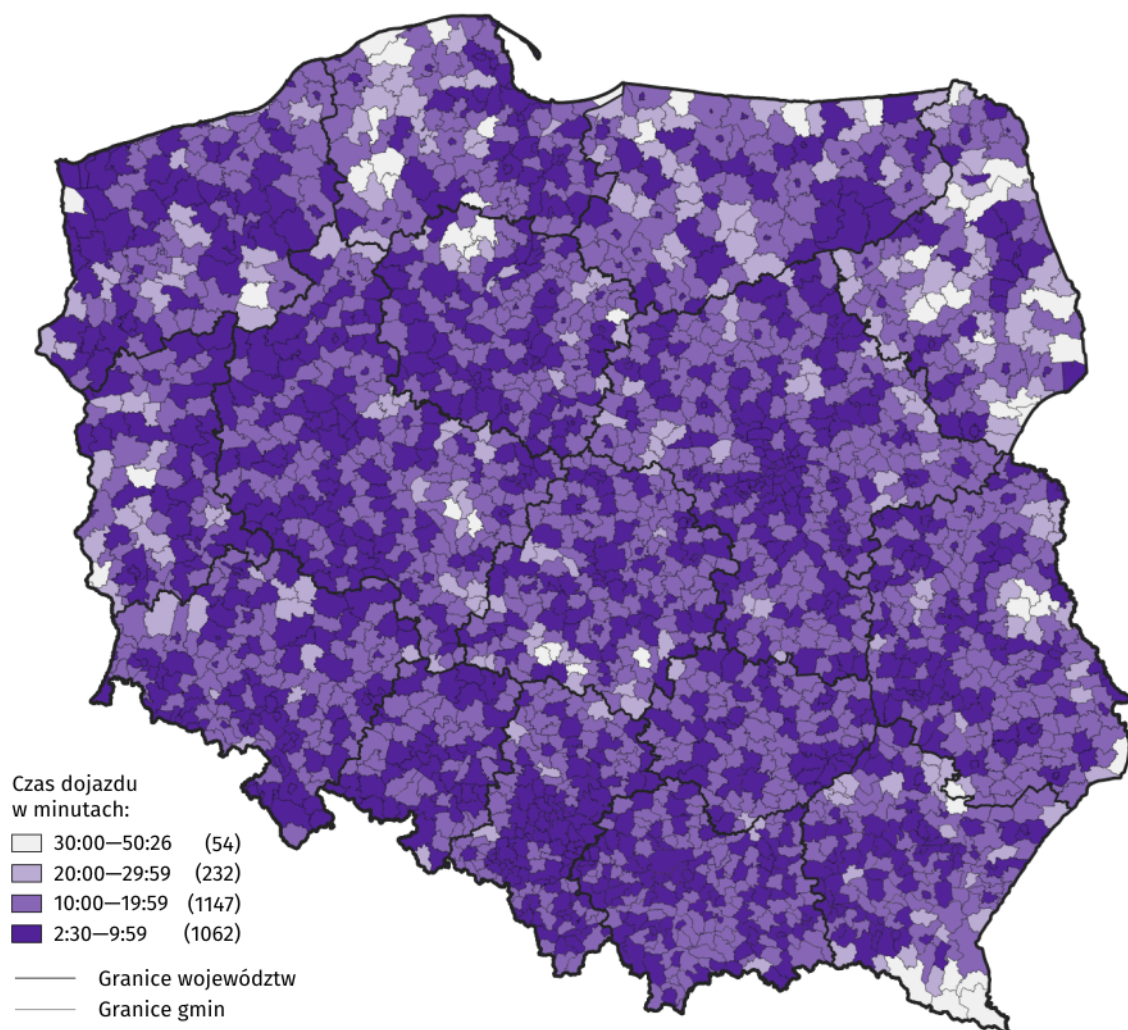 Czas dojazdu
w minutach:
30:00—50:26 (54)
20:00—29:59 (232)
10:00—19:59 (1147)
2:30—9:59 (1062)
Granice województw
Granice gmin